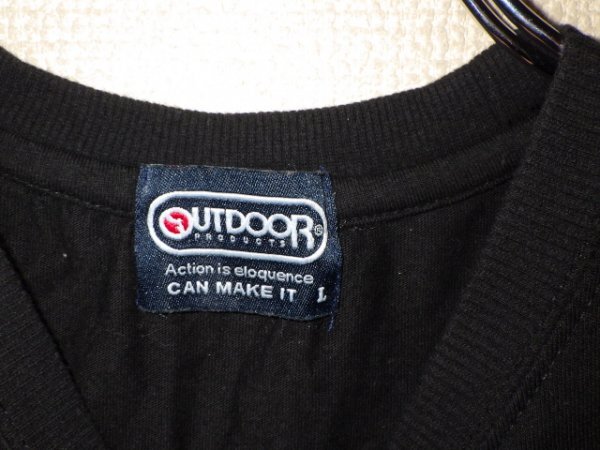 OUTDOOR®
PRODUCTS
Action is eloquence
CAN MAKE IT L